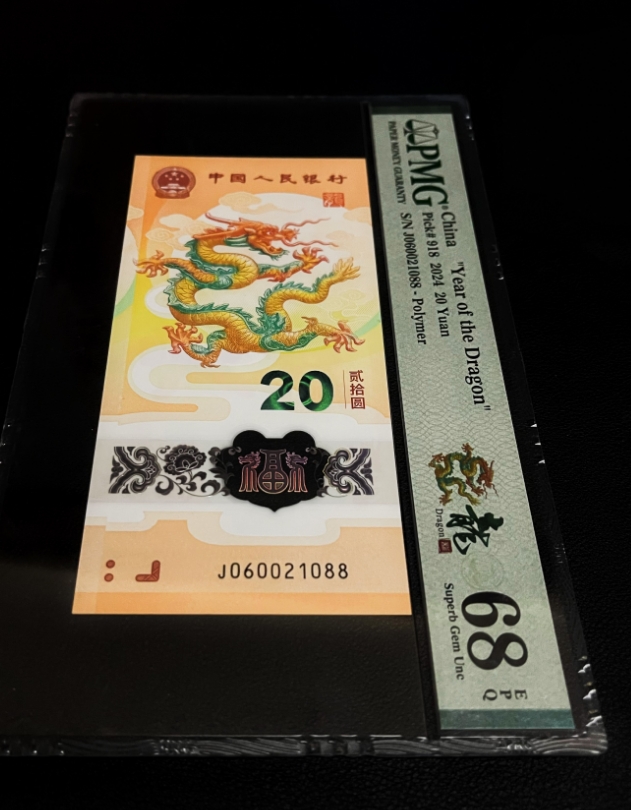 中国人民银行
20
贰拾圆
J060021088
PMG®
PAPER MONEY GUARANTY
China "Year of the Dragon"
Pick# 918 2024 20 Yuan
S/N J060021088 - Polymer
龍
Dragon
68
EPQ
Superb Gem Unc